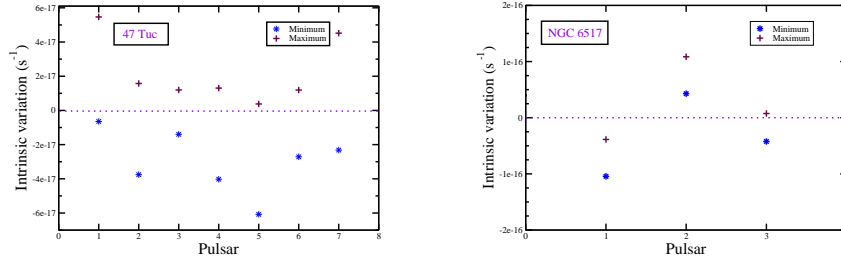 47 Tuc
Minimum
Maximum
Intrinsic variation (s⁻¹)
6e-17
4e-17
2e-17
0
-2e-17
-4e-17
-6e-17
0 1 2 3 4 5 6 7 8
Pulsar
NGC 6517
Minimum
Maximum
Intrinsic variation (s⁻¹)
2e-16
1e-16
0
-1e-16
-2e-16
0 1 2 3
Pulsar